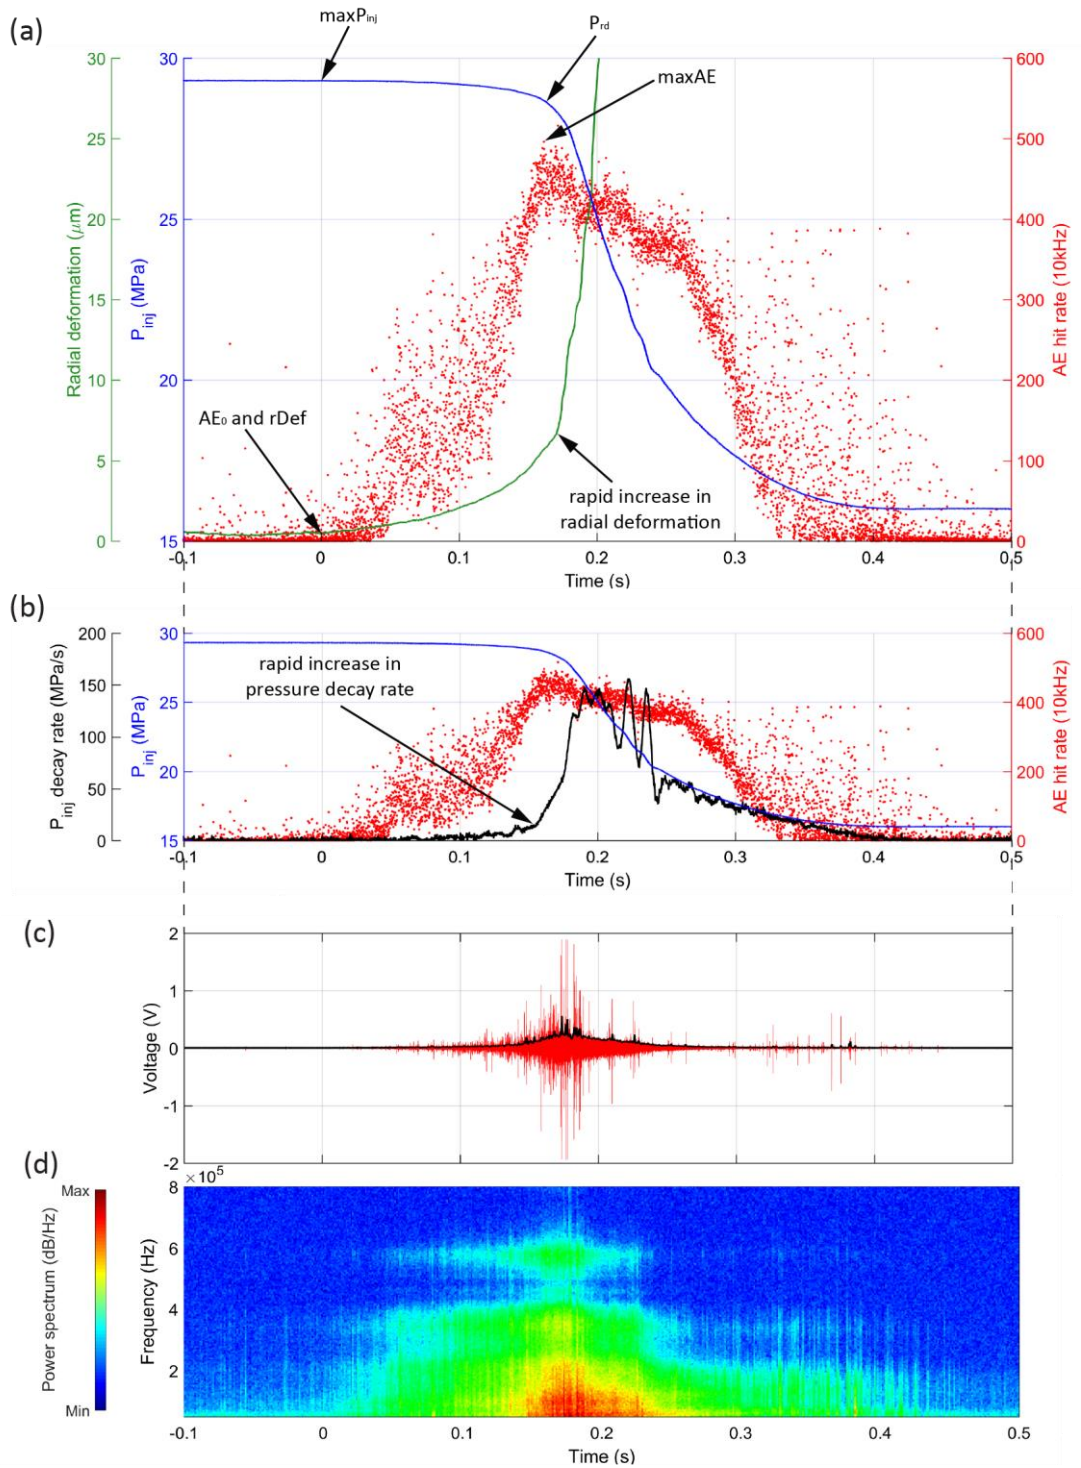 (a)
maxPinj
Prd
maxAE
30
25
20
15
10
5
0
Radial deformation (μm)
30
25
20
15
Pinj (MPa)
600
500
400
300
200
100
0
AE hit rate (10kHz)
AE0 and rDef
rapid increase in
radial deformation
-0.1 0 0.1 0.2 0.3 0.4 0.5
Time (s)
(b)
200
150
100
50
0
Pinj decay rate (MPa/s)
30
25
20
15
Pinj (MPa)
rapid increase in
pressure decay rate
600
400
200
0
AE hit rate (10kHz)
-0.1 0 0.1 0.2 0.3 0.4 0.5
Time (s)
(c)
2
1
0
-1
-2
Voltage (V)
(d)
Max
Min
Power spectrum (dB/Hz)
×10^5
8
6
4
2
Frequency (Hz)
-0.1 0 0.1 0.2 0.3 0.4 0.5
Time (s)